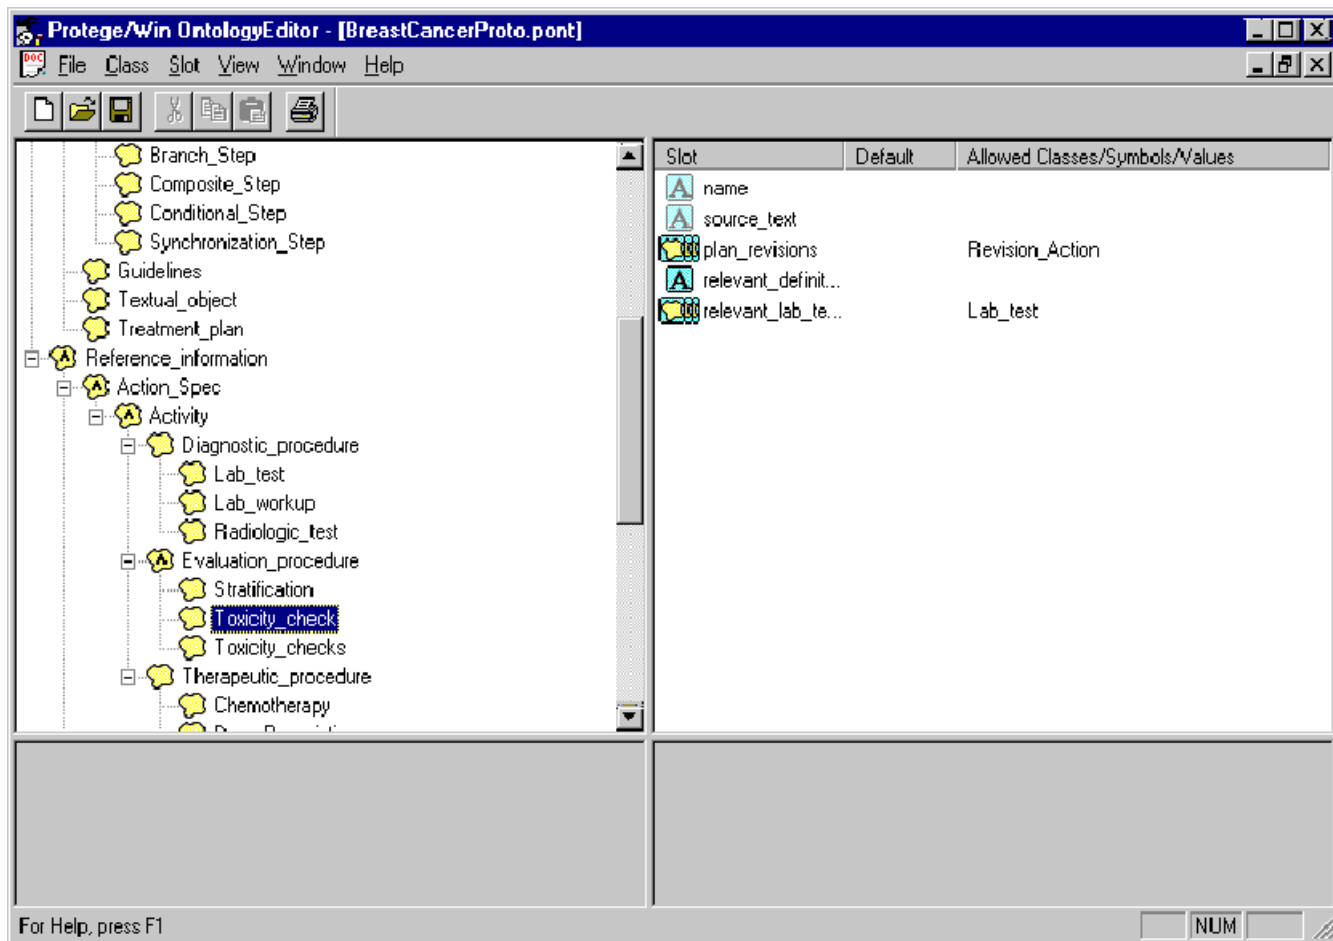 Protege/Win OntologyEditor - [BreastCancerProto.pont]
DOC File Class Slot View Window Help
Branch_Step
Composite_Step
Conditional_Step
Synchronization_Step
Guidelines
Textual_object
Treatment_plan
Reference_information
Action_Spec
Activity
Diagnostic_procedure
Lab_test
Lab_workup
Radiologic_test
Evaluation_procedure
Stratification
Toxicity_check
Toxicity_checks
Therapeutic_procedure
Chemotherapy
Slot Default Allowed Classes/Symbols/Values
A name
A source_text
plan_revisions Revision_Action
A relevant_definit...
relevant_lab_te... Lab_test
For Help, press F1
NUM